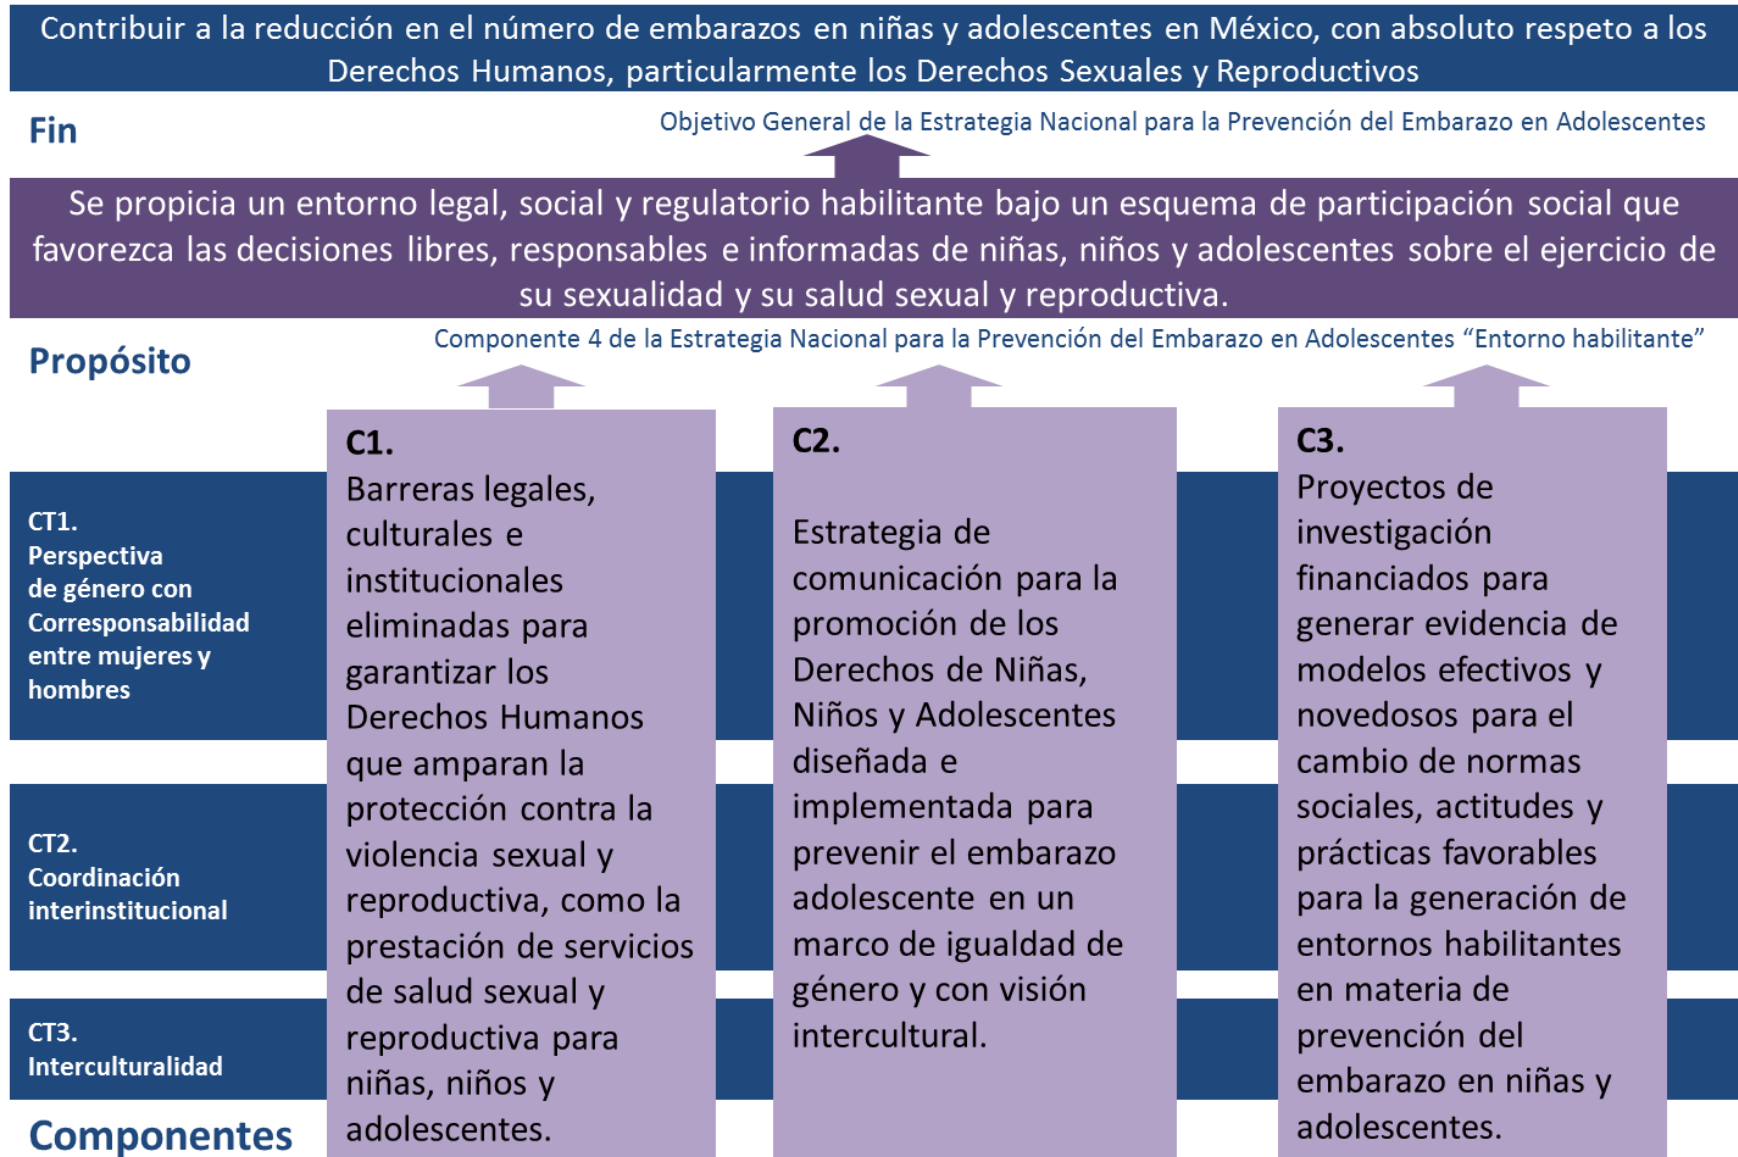 Contribuir a la reducción en el número de embarazos en niñas y adolescentes en México, con absoluto respeto a los
Derechos Humanos, particularmente los Derechos Sexuales y Reproductivos
Fin
Objetivo General de la Estrategia Nacional para la Prevención del Embarazo en Adolescentes
Se propicia un entorno legal, social y regulatorio habilitante bajo un esquema de participación social que
favorezca las decisiones libres, responsables e informadas de niñas, niños y adolescentes sobre el ejercicio de
su sexualidad y su salud sexual y reproductiva.
Propósito
Componente 4 de la Estrategia Nacional para la Prevención del Embarazo en Adolescentes “Entorno habilitante”
CT1.
Perspectiva
de género con
Corresponsabilidad
entre mujeres y
hombres
CT2.
Coordinación
interinstitucional
CT3.
Interculturalidad
Componentes
C1.
Barreras legales,
culturales e
institucionales
eliminadas para
garantizar los
Derechos Humanos
que amparan la
protección contra la
violencia sexual y
reproductiva, como la
prestación de servicios
de salud sexual y
reproductiva para
niñas, niños y
adolescentes.
C2.
Estrategia de
comunicación para la
promoción de los
Derechos de Niñas,
Niños y Adolescentes
diseñada e
implementada para
prevenir el embarazo
adolescente en un
marco de igualdad de
género y con visión
intercultural.
C3.
Proyectos de
investigación
financiados para
generar evidencia de
modelos efectivos y
novedosos para el
cambio de normas
sociales, actitudes y
prácticas favorables
para la generación de
entornos habilitantes
en materia de
prevención del
embarazo en niñas y
adolescentes.